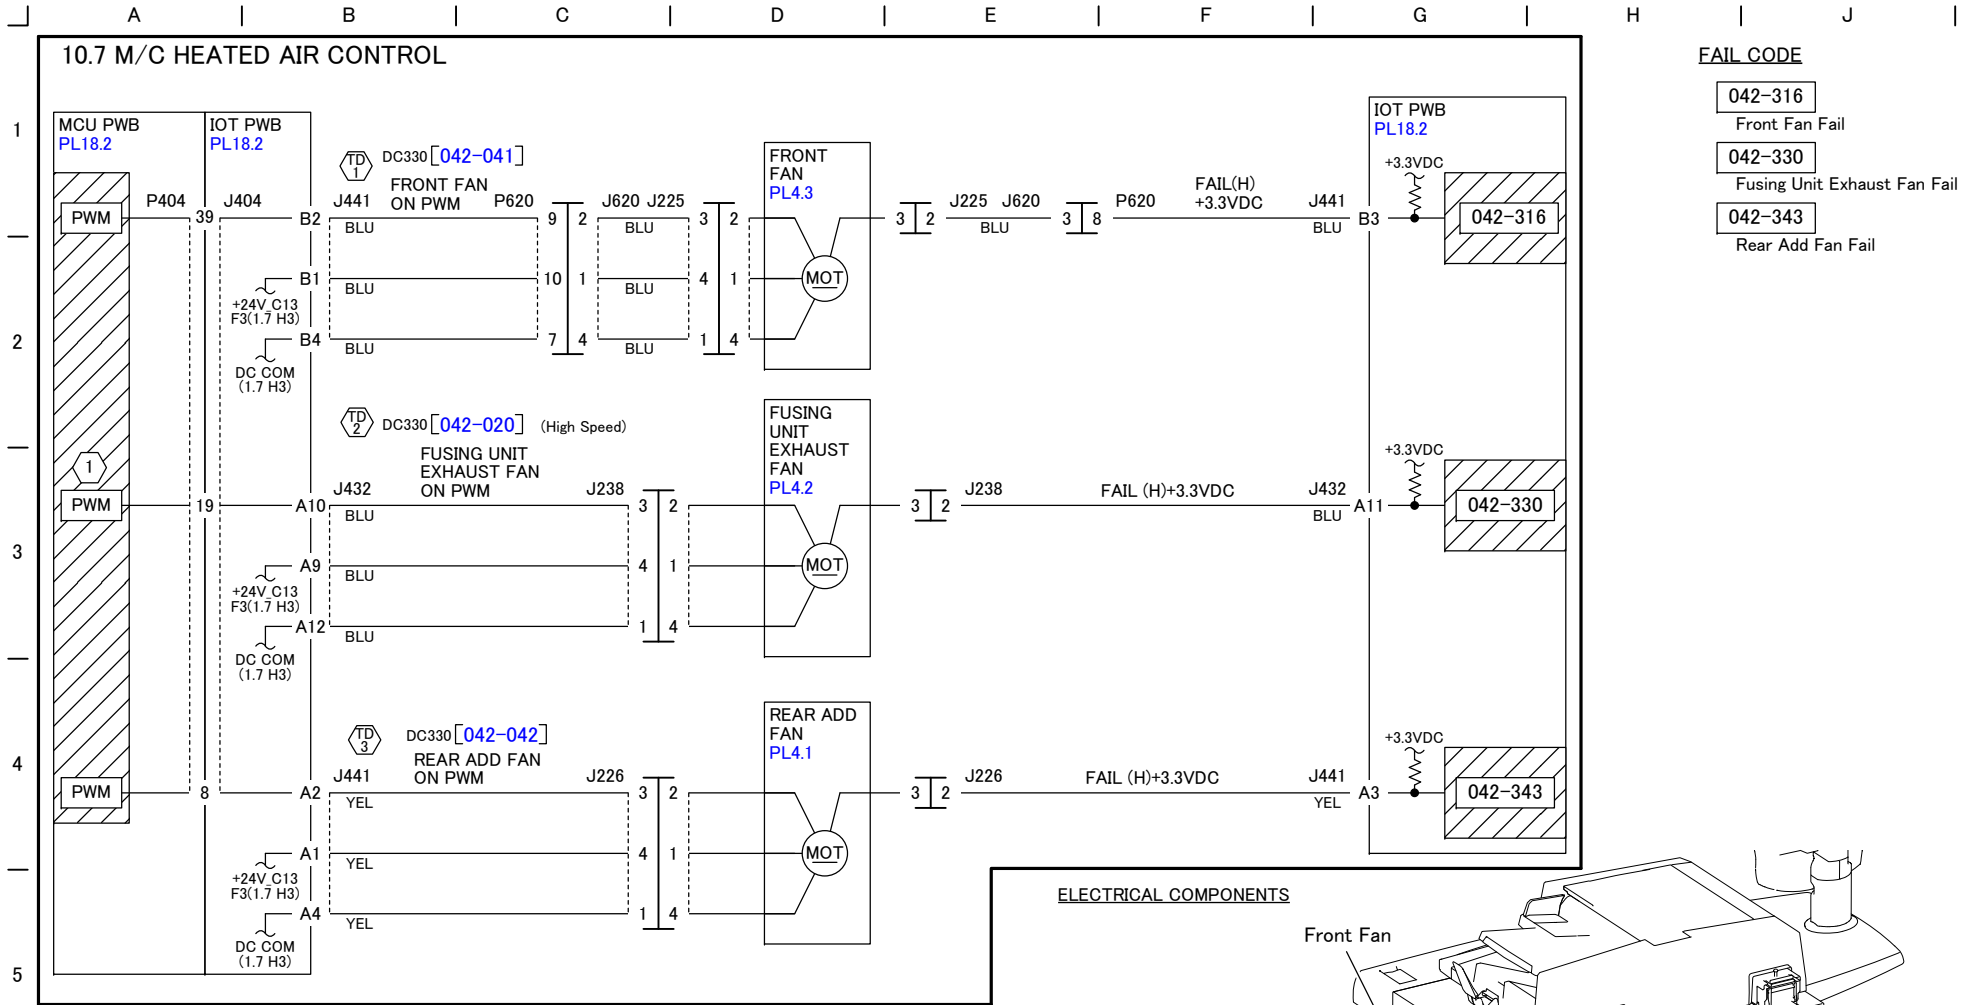 A B C D E F G H J
10.7 M/C HEATED AIR CONTROL
FAIL CODE
042-316
Front Fan Fail
042-330
Fusing Unit Exhaust Fan Fail
042-343
Rear Add Fan Fail
1
2
3
4
5
MCU PWB
PL18.2
IOT PWB
PL18.2
TD
1
DC330 [042-041]
FRONT FAN
ON PWM
FRONT
FAN
PL4.3
IOT PWB
PL18.2
+3.3VDC
PWM P404 39 J404 B2 J441 BLU P620 9 2 J620 J225 BLU 3 2
3 2 J225 J620 BLU 3 8 P620
FAIL(H)
+3.3VDC
J441 BLU B3 042-316
B1 BLU 10 1 BLU 4 1 MOT
+24V_C13
F3(1.7 H3)
B4 BLU 7 4 BLU 1 4
DC COM
(1.7 H3)
TD
2
DC330 [042-020] (High Speed)
FUSING UNIT
EXHAUST FAN
ON PWM
FUSING
UNIT
EXHAUST
FAN
PL4.2
+3.3VDC
1
PWM 19 A10 J432 BLU J238 3 2
3 2 J238 FAIL (H)+3.3VDC J432 BLU A11 042-330
A9 BLU 4 1 MOT
+24V_C13
F3(1.7 H3)
A12 BLU 1 4
DC COM
(1.7 H3)
TD
3
DC330 [042-042]
REAR ADD FAN
ON PWM
REAR ADD
FAN
PL4.1
+3.3VDC
PWM 8 A2 J441 YEL J226 3 2
3 2 J226 FAIL (H)+3.3VDC J441 YEL A3 042-343
A1 YEL 4 1 MOT
+24V_C13
F3(1.7 H3)
A4 YEL 1 4
DC COM
(1.7 H3)
ELECTRICAL COMPONENTS
Front Fan